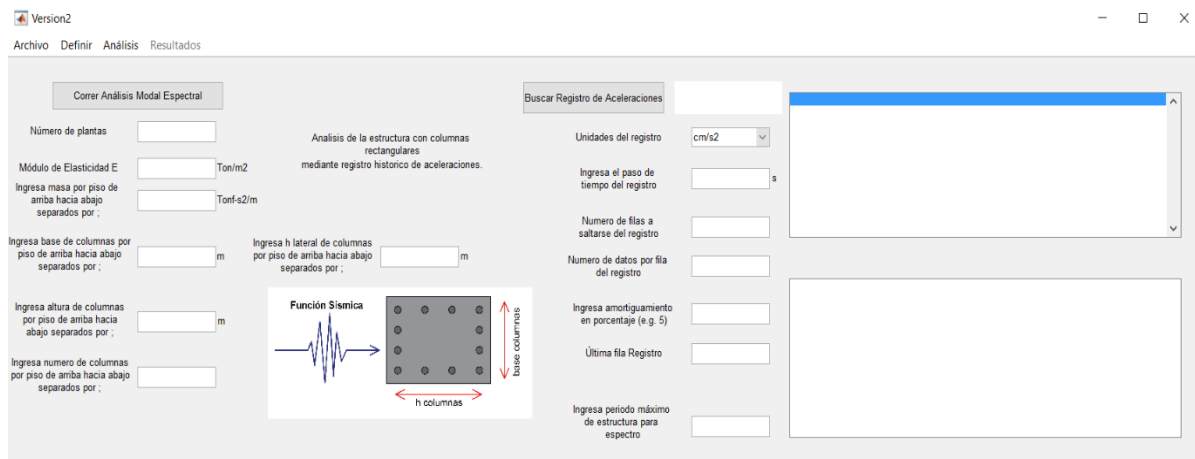 Version2
Archivo Definir Análisis Resultados
Correr Análisis Modal Espectral
Número de plantas
Módulo de Elasticidad E
Ton/m2
Ingresa masa por piso de
arriba hacia abajo
separados por ;
Tonf-s2/m
Ingresa base de columnas por
piso de arriba hacia abajo
separados por ;
m
Ingresa altura de columnas
por piso de arriba hacia
abajo separados por ;
m
Ingresa numero de columnas
por piso de arriba hacia abajo
separados por ;
Analisis de la estructura con columnas
rectangulares
mediante registro historico de aceleraciones.
Ingresa h lateral de columnas
por piso de arriba hacia abajo
separados por ;
m
Función Sísmica
base columnas
h columnas
Buscar Registro de Aceleraciones
Unidades del registro
cm/s2
Ingresa el paso de
tiempo del registro
s
Numero de filas a
saltarse del registro
Numero de datos por fila
del registro
Ingresa amortiguamiento
en porcentaje (e.g. 5)
Última fila Registro
Ingresa periodo máximo
de estructura para
espectro